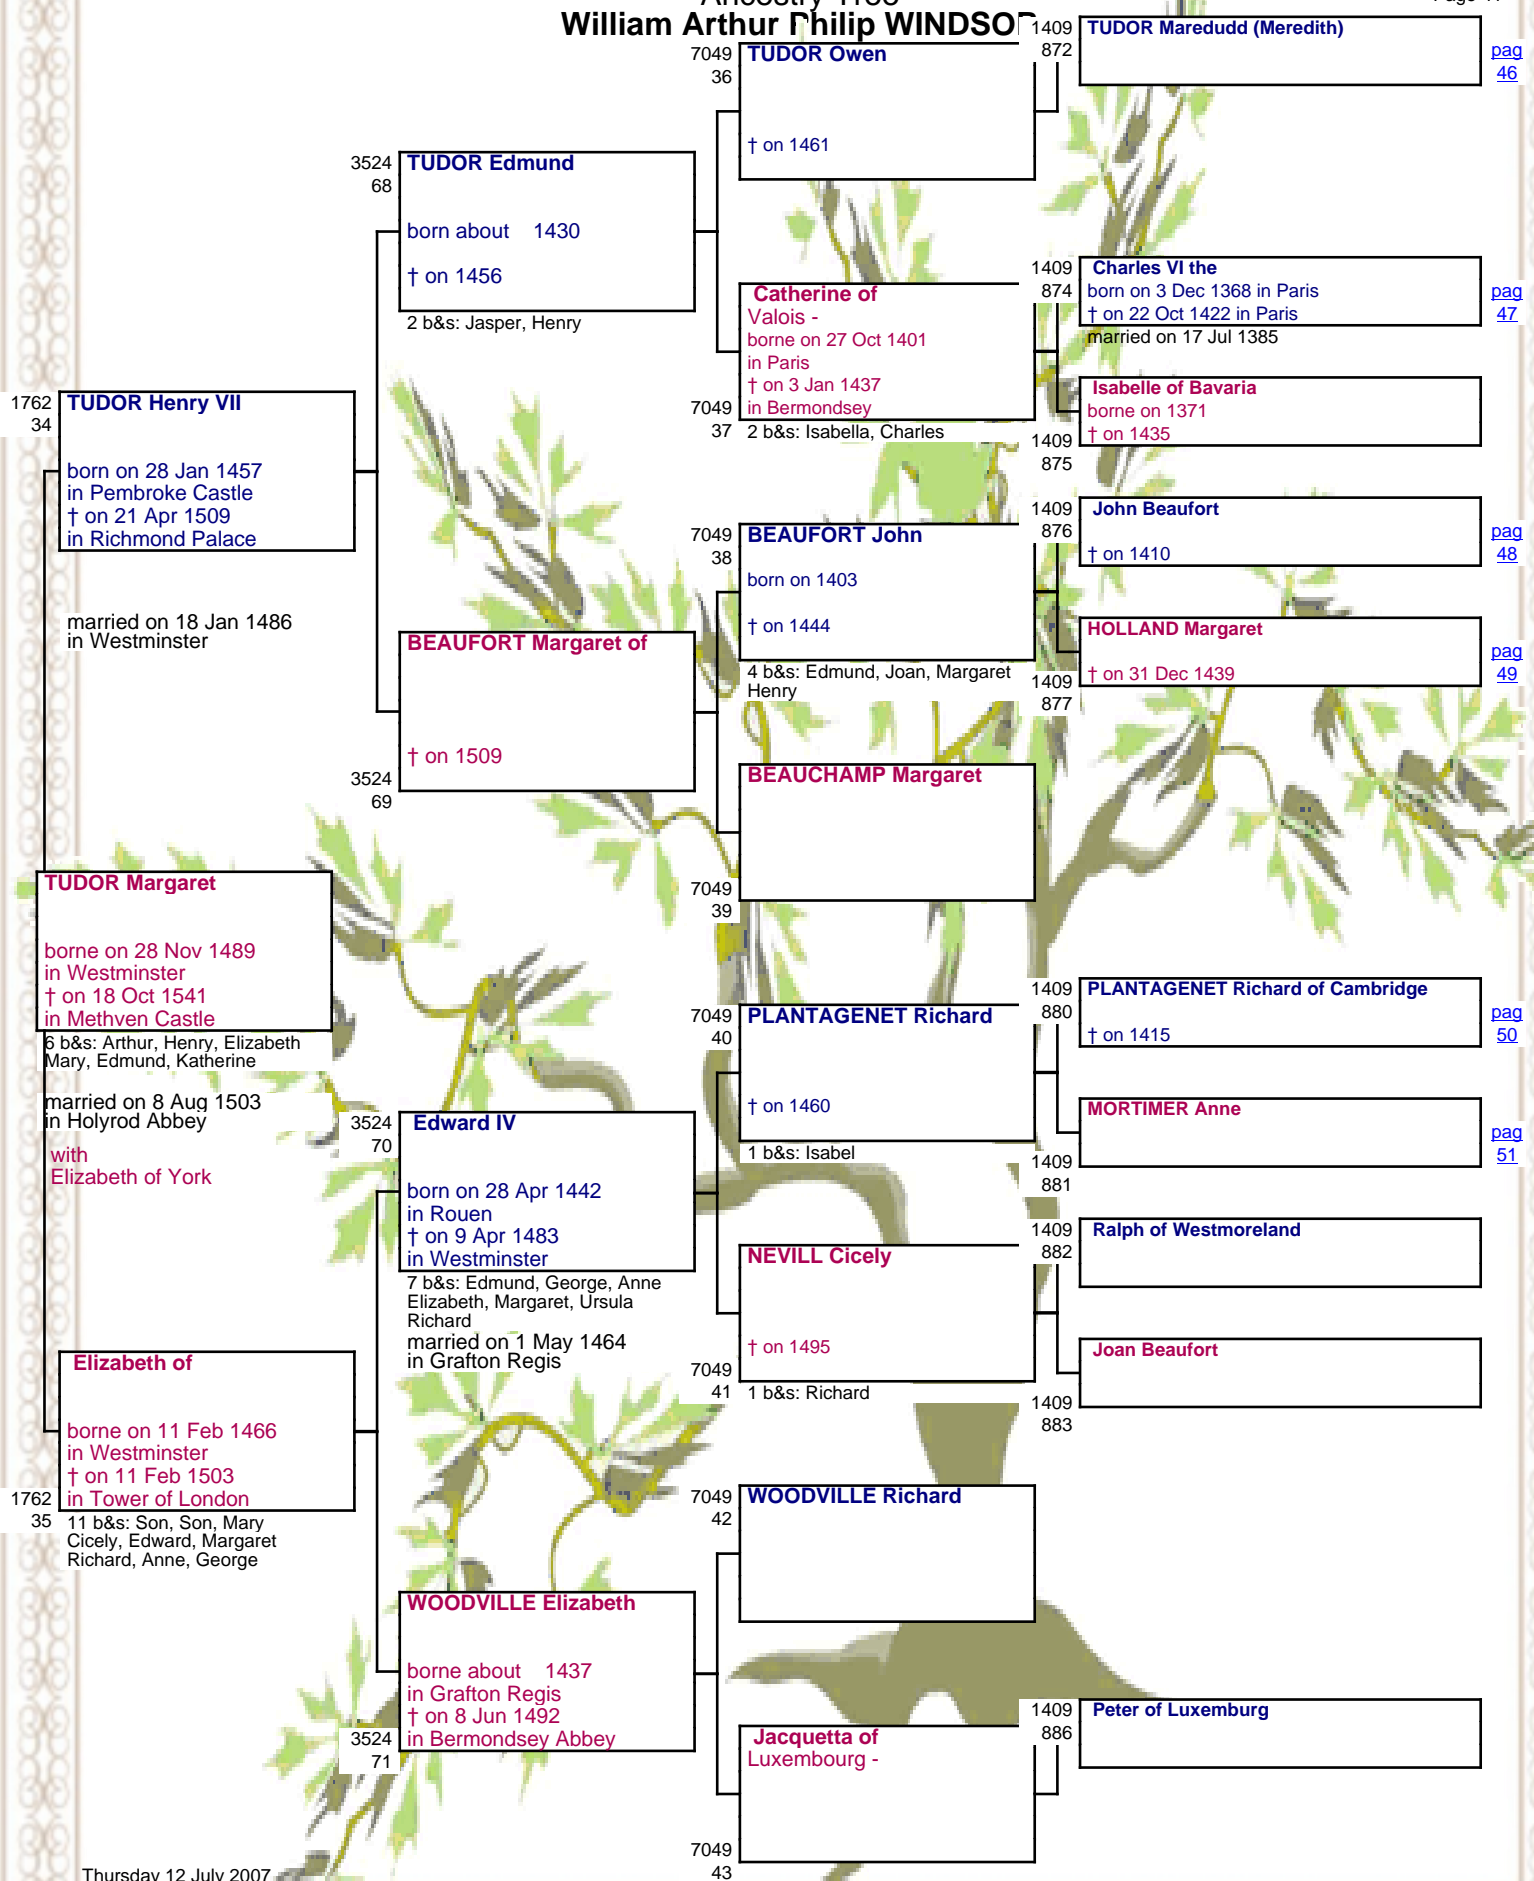 Ancestry Tree
William Arthur Philip WINDSOR
1409
872
TUDOR Maredudd (Meredith)
pag
46
7049
36
TUDOR Owen
† on 1461
3524
68
TUDOR Edmund
born about 1430
† on 1456
2 b&s: Jasper, Henry
1409
874
Charles VI the
born on 3 Dec 1368 in Paris
† on 22 Oct 1422 in Paris
married on 17 Jul 1385
pag
47
Catherine of
Valois -
borne on 27 Oct 1401
in Paris
† on 3 Jan 1437
in Bermondsey
7049
37
2 b&s: Isabella, Charles
Isabelle of Bavaria
borne on 1371
† on 1435
1409
875
1762
34
TUDOR Henry VII
born on 28 Jan 1457
in Pembroke Castle
† on 21 Apr 1509
in Richmond Palace
married on 18 Jan 1486
in Westminster
1409
876
John Beaufort
† on 1410
pag
48
7049
38
BEAUFORT John
born on 1403
† on 1444
4 b&s: Edmund, Joan, Margaret
Henry
HOLLAND Margaret
† on 31 Dec 1439
1409
877
pag
49
BEAUFORT Margaret of
† on 1509
3524
69
BEAUCHAMP Margaret
7049
39
TUDOR Margaret
borne on 28 Nov 1489
in Westminster
† on 18 Oct 1541
in Methven Castle
6 b&s: Arthur, Henry, Elizabeth
Mary, Edmund, Katherine
married on 8 Aug 1503
in Holyrod Abbey
with
Elizabeth of York
1409
880
PLANTAGENET Richard of Cambridge
† on 1415
pag
50
7049
40
PLANTAGENET Richard
† on 1460
1 b&s: Isabel
MORTIMER Anne
1409
881
pag
51
3524
70
Edward IV
born on 28 Apr 1442
in Rouen
† on 9 Apr 1483
in Westminster
7 b&s: Edmund, George, Anne
Elizabeth, Margaret, Ursula
Richard
married on 1 May 1464
in Grafton Regis
1409
882
Ralph of Westmoreland
NEVILL Cicely
† on 1495
7049
41
1 b&s: Richard
Joan Beaufort
1409
883
Elizabeth of
borne on 11 Feb 1466
in Westminster
† on 11 Feb 1503
in Tower of London
1762
35
11 b&s: Son, Son, Mary
Cicely, Edward, Margaret
Richard, Anne, George
7049
42
WOODVILLE Richard
WOODVILLE Elizabeth
borne about 1437
in Grafton Regis
† on 8 Jun 1492
in Bermondsey Abbey
3524
71
1409
886
Peter of Luxemburg
Jacquetta of
Luxembourg -
7049
43
Thursday 12 July 2007